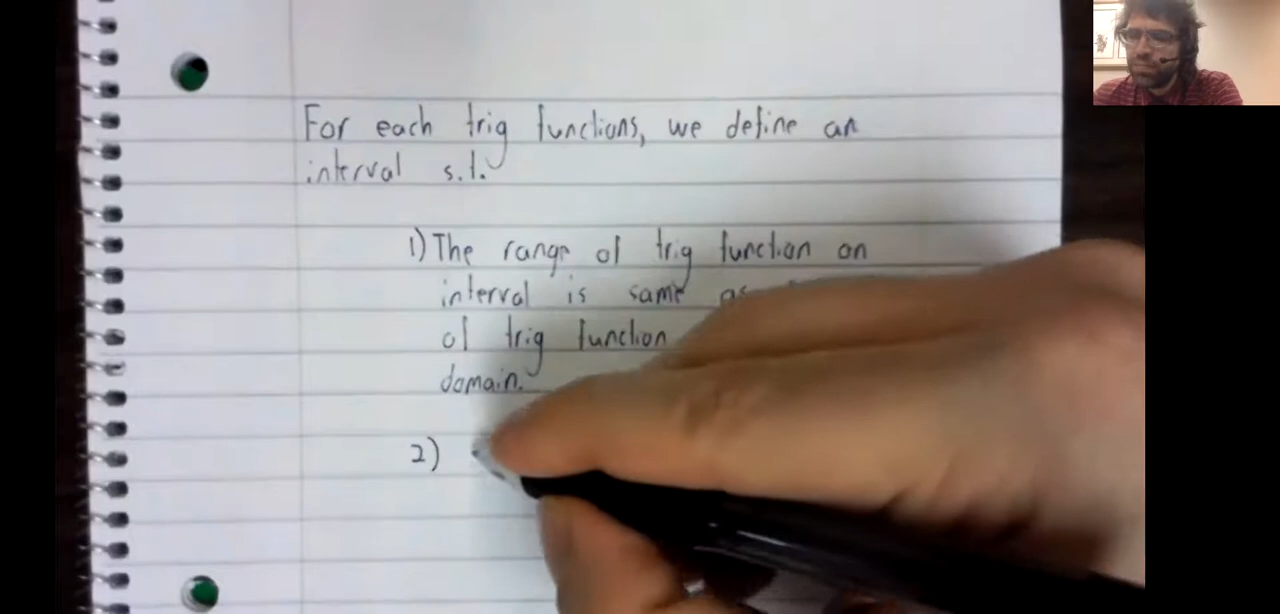 For each trig functions, we define an
interval s.t.
1) The range of trig function on
interval is same as
of trig function
domain.
2)